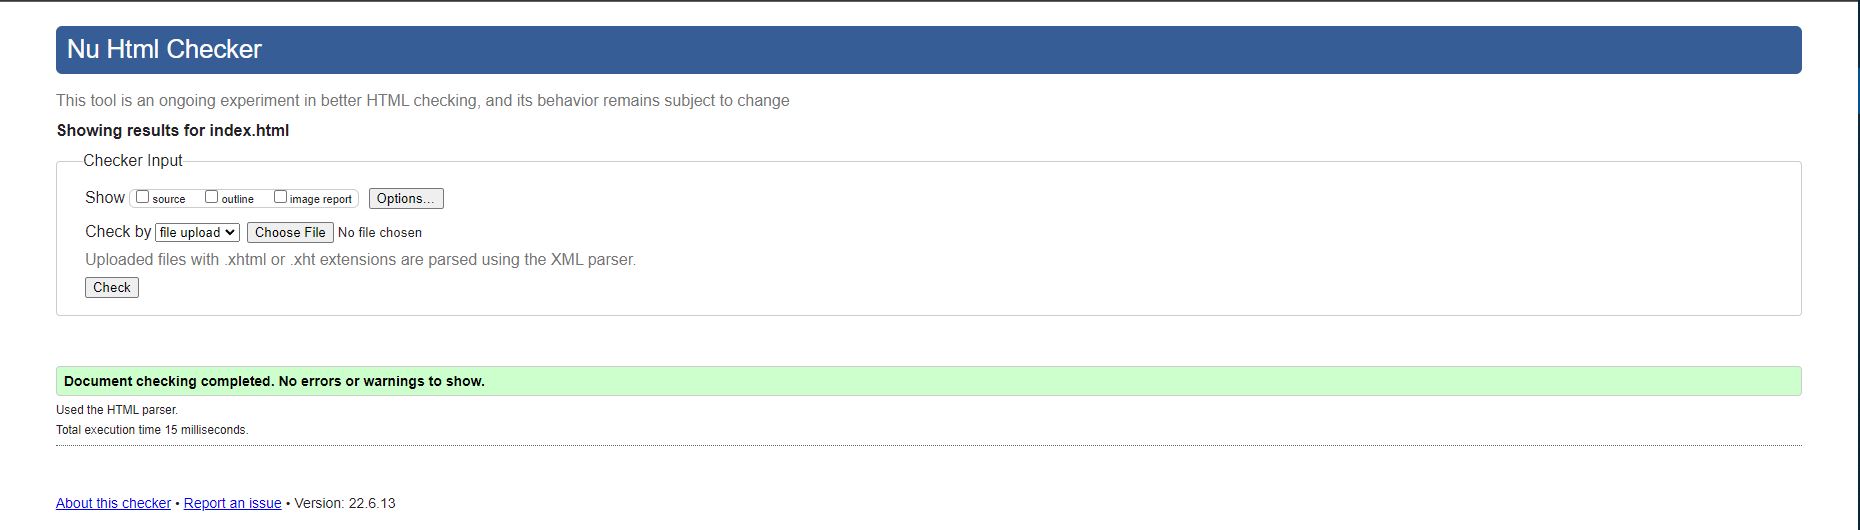 Nu Html Checker
This tool is an ongoing experiment in better HTML checking, and its behavior remains subject to change
Showing results for index.html
Checker Input
Show source outline image report Options...
Check by file upload Choose File No file chosen
Uploaded files with .xhtml or .xht extensions are parsed using the XML parser.
Check
Document checking completed. No errors or warnings to show.
Used the HTML parser.
Total execution time 15 milliseconds.
About this checker • Report an issue • Version: 22.6.13